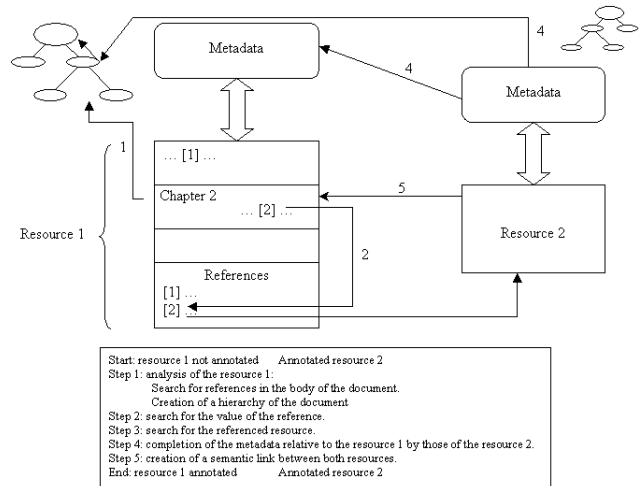 4
Metadata
4
Metadata
1
… [1] …
Chapter 2
… [2] …
5
Resource 1
Resource 2
2
References
[1] …
[2] …
Start: resource 1 not annotated Annotated resource 2
Step 1: analysis of the resource 1:
Search for references in the body of the document.
Creation of a hierarchy of the document
Step 2: search for the value of the reference.
Step 3: search for the referenced resource.
Step 4: completion of the metadata relative to the resource 1 by those of the resource 2.
Step 5: creation of a semantic link between both resources.
End: resource 1 annotated Annotated resource 2